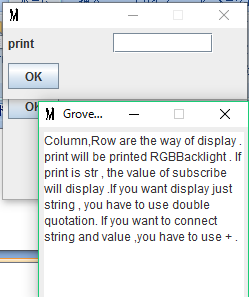 print
OK
OK
Grove...
Column,Row are the way of display .
print will be printed RGBBacklight . If
print is str , the value of subscribe
will display .If you want display just
string , you have to use double
quotation. If you want to connect
string and value ,you have to use + .